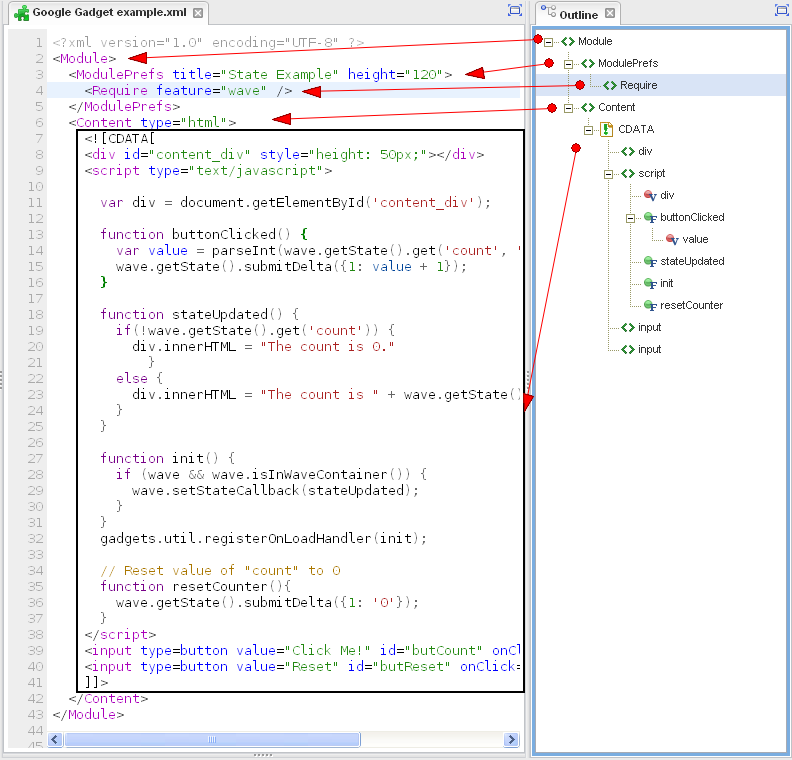 Google Gadget example.xml
1 <?xml version="1.0" encoding="UTF-8" ?>
2 <Module>
3 <ModulePrefs title="State Example" height="120">
4 <Require feature="wave" />
5 </ModulePrefs>
6 <Content type="html">
7 <![CDATA[
8 <div id="content_div" style="height: 50px;"></div>
9 <script type="text/javascript">
10
11 var div = document.getElementById('content_div');
12
13 function buttonClicked() {
14 var value = parseInt(wave.getState().get('count', '
15 wave.getState().submitDelta({1: value + 1});
16 }
17
18 function stateUpdated() {
19 if(!wave.getState().get('count')) {
20 div.innerHTML = "The count is 0."
21 }
22 else {
23 div.innerHTML = "The count is " + wave.getState()
24 }
25 }
26
27 function init() {
28 if (wave && wave.isInWaveContainer()) {
29 wave.setStateCallback(stateUpdated);
30 }
31 }
32 gadgets.util.registerOnLoadHandler(init);
33
34 // Reset value of "count" to 0
35 function resetCounter(){
36 wave.getState().submitDelta({1: '0'});
37 }
38 </script>
39 <input type=button value="Click Me!" id="butCount" onCl
40 <input type=button value="Reset" id="butReset" onClick=
41 ]]>
42 </Content>
43 </Module>
44
45
Outline
Module
ModulePrefs
Require
Content
CDATA
div
script
div
buttonClicked
value
stateUpdated
init
resetCounter
input
input